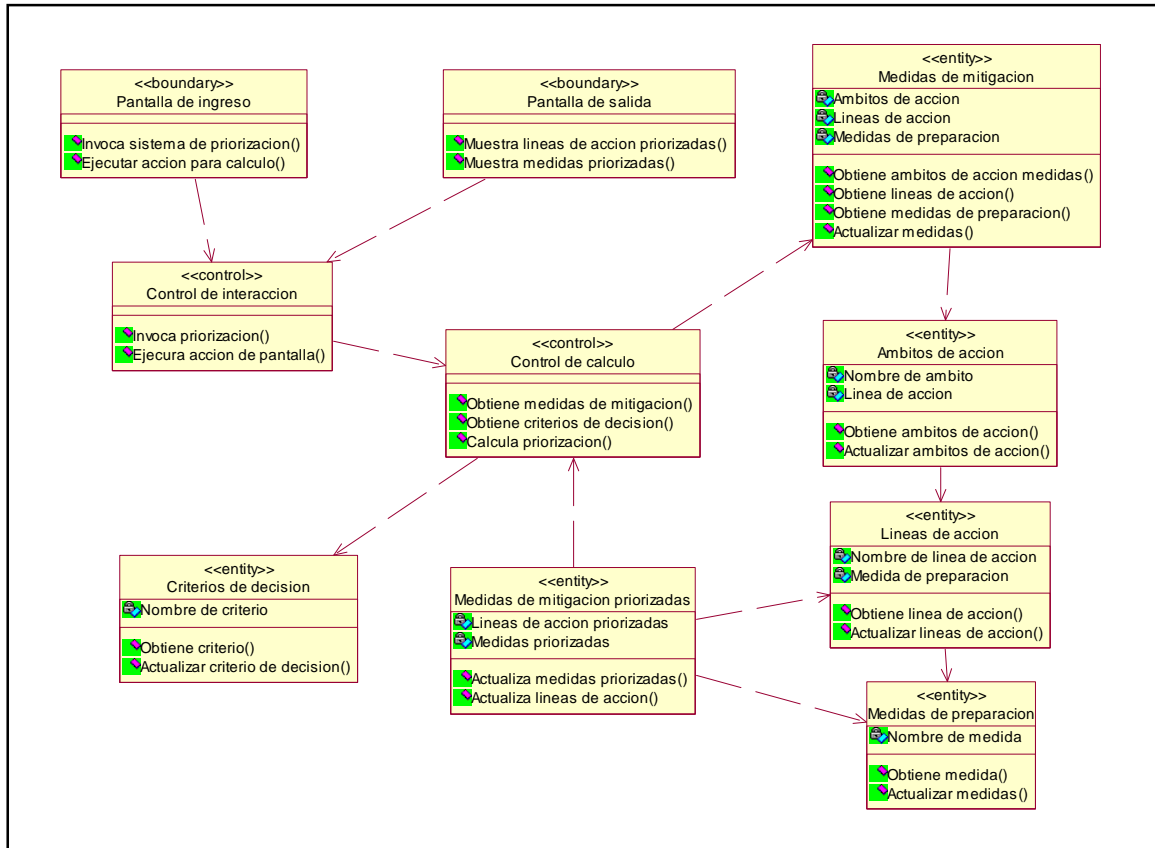 <<boundary>>
Pantalla de ingreso
Invoca sistema de priorizacion()
Ejecutar accion para calculo()
<<boundary>>
Pantalla de salida
Muestra lineas de accion priorizadas()
Muestra medidas priorizadas()
<<entity>>
Medidas de mitigacion
Ambitos de accion
Lineas de accion
Medidas de preparacion
Obtiene ambitos de accion medidas()
Obtiene lineas de accion()
Obtiene medidas de preparacion()
Actualizar medidas()
<<control>>
Control de interaccion
Invoca priorizacion()
Ejecura accion de pantalla()
<<control>>
Control de calculo
Obtiene medidas de mitigacion()
Obtiene criterios de decision()
Calcula priorizacion()
<<entity>>
Ambitos de accion
Nombre de ambito
Linea de accion
Obtiene ambitos de accion()
Actualizar ambitos de accion()
<<entity>>
Criterios de decision
Nombre de criterio
Obtiene criterio()
Actualizar criterio de decision()
<<entity>>
Medidas de mitigacion priorizadas
Lineas de accion priorizadas
Medidas priorizadas
Actualiza medidas priorizadas()
Actualiza lineas de accion()
<<entity>>
Lineas de accion
Nombre de linea de accion
Medida de preparacion
Obtiene linea de accion()
Actualizar lineas de accion()
<<entity>>
Medidas de preparacion
Nombre de medida
Obtiene medida()
Actualizar medidas()